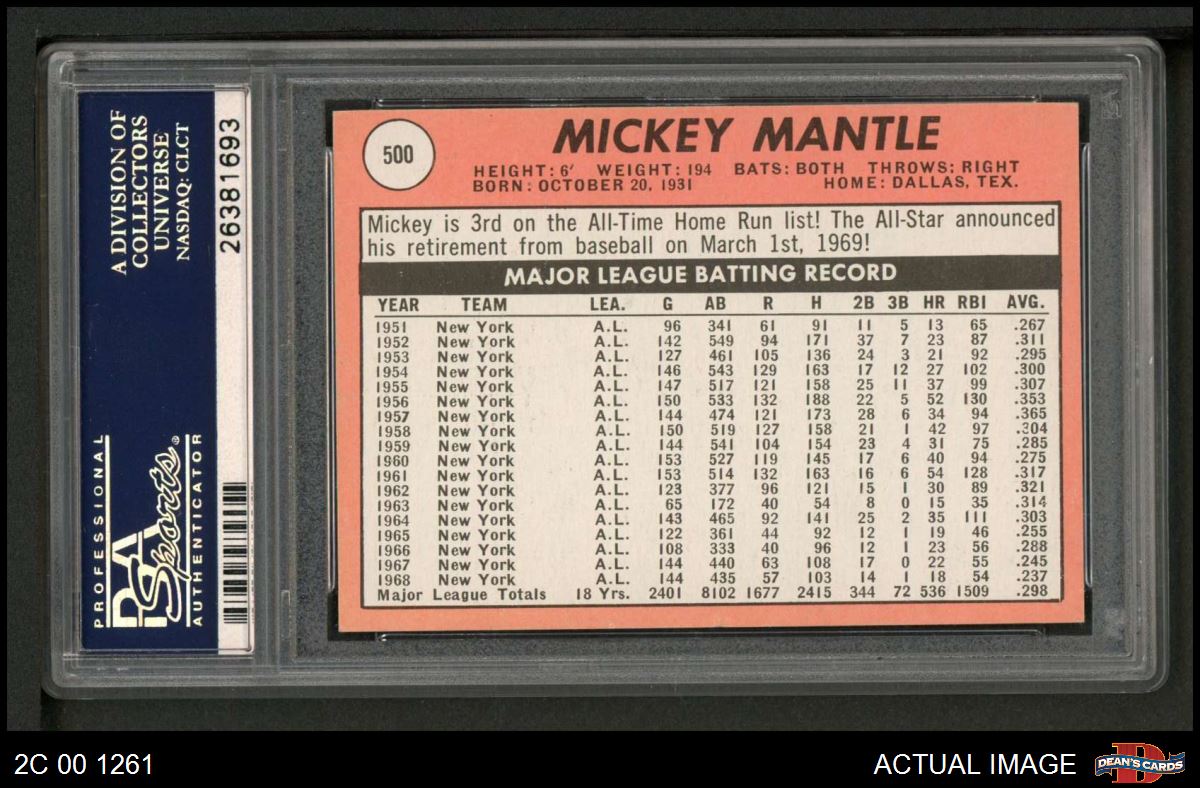 A DIVISION OF
COLLECTORS
UNIVERSE
NASDAQ: CLCT
26381693
PROFESSIONAL
PSA
Sports®
AUTHENTICATOR
500
MICKEY MANTLE
HEIGHT: 6' WEIGHT: 194 BATS: BOTH THROWS: RIGHT
BORN: OCTOBER 20, 1931 HOME: DALLAS, TEX.
Mickey is 3rd on the All-Time Home Run list! The All-Star announced
his retirement from baseball on March 1st, 1969!
MAJOR LEAGUE BATTING RECORD
YEAR TEAM LEA. G AB R H 2B 3B HR RBI AVG.
1951 New York A.L. 96 341 61 91 11 5 13 65 .267
1952 New York A.L. 142 549 94 171 37 7 23 87 .311
1953 New York A.L. 127 461 105 136 24 3 21 92 .295
1954 New York A.L. 146 543 129 163 17 12 27 102 .300
1955 New York A.L. 147 517 121 158 25 11 37 99 .307
1956 New York A.L. 150 533 132 188 22 5 52 130 .353
1957 New York A.L. 144 474 121 173 28 6 34 94 .365
1958 New York A.L. 150 519 127 158 21 1 42 97 .304
1959 New York A.L. 144 541 104 154 23 4 31 75 .285
1960 New York A.L. 153 527 119 145 17 6 40 94 .275
1961 New York A.L. 153 514 132 163 16 6 54 128 .317
1962 New York A.L. 123 377 96 121 15 1 30 89 .321
1963 New York A.L. 65 172 40 54 8 0 15 35 .314
1964 New York A.L. 143 465 92 141 25 2 35 111 .303
1965 New York A.L. 122 361 44 92 12 1 19 46 .255
1966 New York A.L. 108 333 40 96 12 1 23 56 .288
1967 New York A.L. 144 440 63 108 17 0 22 55 .245
1968 New York A.L. 144 435 57 103 14 1 18 54 .237
Major League Totals 18 Yrs. 2401 8102 1677 2415 344 72 536 1509 .298
2C 00 1261
ACTUAL IMAGE
D
DEAN'S CARDS